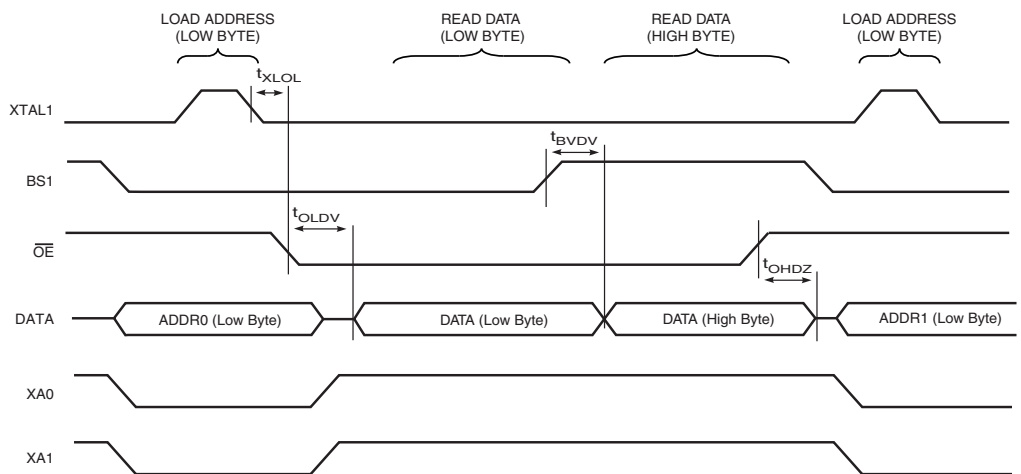 LOAD ADDRESS
(LOW BYTE)
READ DATA
(LOW BYTE)
READ DATA
(HIGH BYTE)
LOAD ADDRESS
(LOW BYTE)
tXLOL
XTAL1
tBVDV
BS1
tOLDV
OE
tOHDZ
DATA
ADDR0 (Low Byte)
DATA (Low Byte)
DATA (High Byte)
ADDR1 (Low Byte)
XA0
XA1